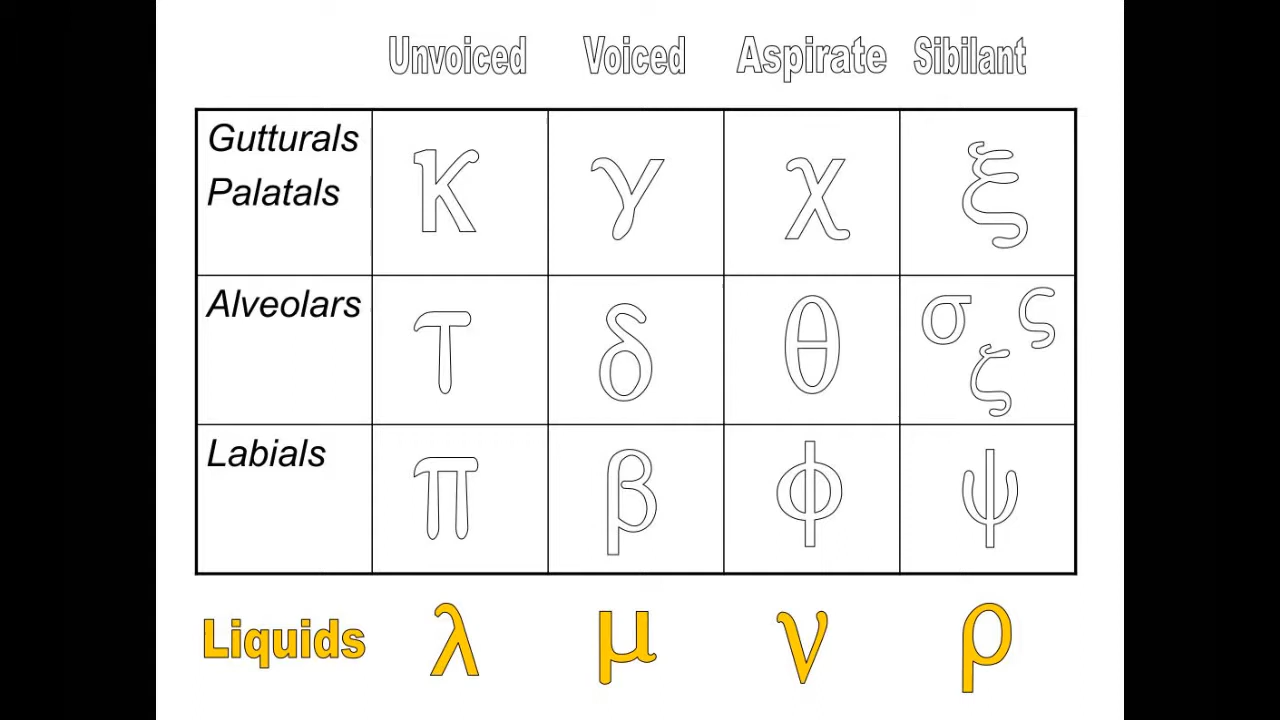 Unvoiced Voiced Aspirate Sibilant
Gutturals
Palatals
κ γ χ ξ
Alveolars
τ δ θ σ ς ζ
Labials
π β φ ψ
Liquids λ μ ν ρ